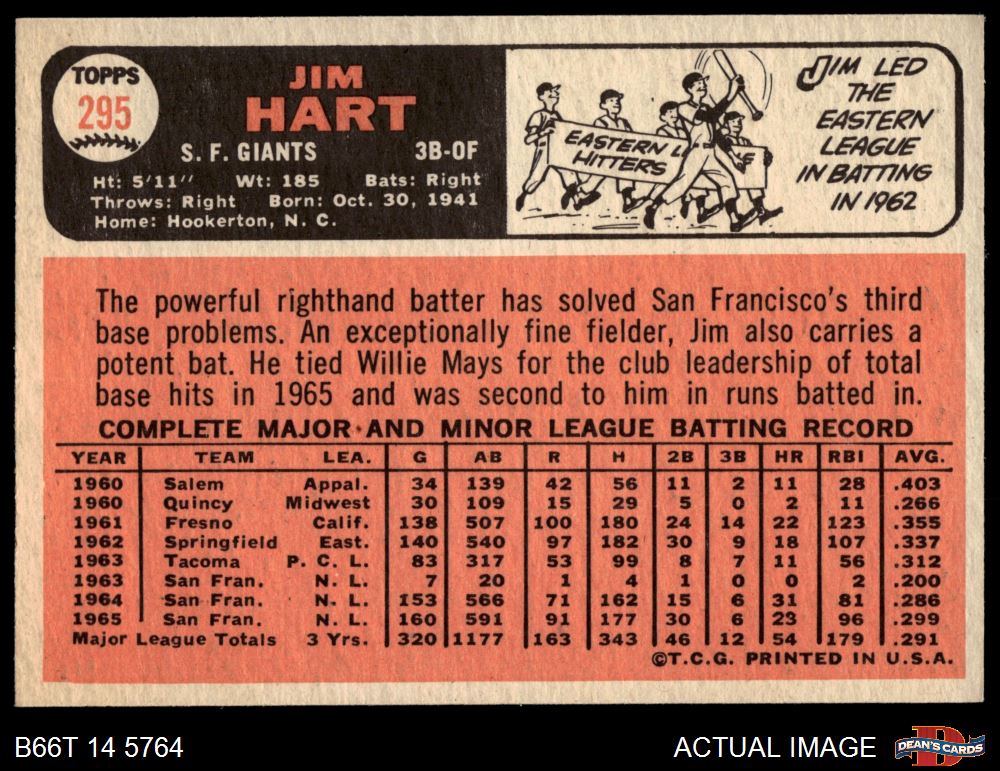 TOPPS
295
JIM
HART
S. F. GIANTS 3B-OF
Ht: 5'11" Wt: 185 Bats: Right
Throws: Right Born: Oct. 30, 1941
Home: Hookerton, N. C.
EASTERN L E
HITTERS
JIM LED
THE
EASTERN
LEAGUE
IN BATTING
IN 1962
The powerful righthand batter has solved San Francisco's third
base problems. An exceptionally fine fielder, Jim also carries a
potent bat. He tied Willie Mays for the club leadership of total
base hits in 1965 and was second to him in runs batted in.
COMPLETE MAJOR AND MINOR LEAGUE BATTING RECORD
YEAR TEAM LEA. G AB R H 2B 3B HR RBI AVG.
1960 Salem Appal. 34 139 42 56 11 2 11 28 .403
1960 Quincy Midwest 30 109 15 29 5 0 2 11 .266
1961 Fresno Calif. 138 507 100 180 24 14 22 123 .355
1962 Springfield East. 140 540 97 182 30 9 18 107 .337
1963 Tacoma P. C. L. 83 317 53 99 8 7 11 56 .312
1963 San Fran. N. L. 7 20 1 4 1 0 0 2 .200
1964 San Fran. N. L. 153 566 71 162 15 6 31 81 .286
1965 San Fran. N. L. 160 591 91 177 30 6 23 96 .299
Major League Totals 3 Yrs. 320 1177 163 343 46 12 54 179 .291
©T.C.G. PRINTED IN U.S.A.
B66T 14 5764 ACTUAL IMAGE DEAN'S CARDS